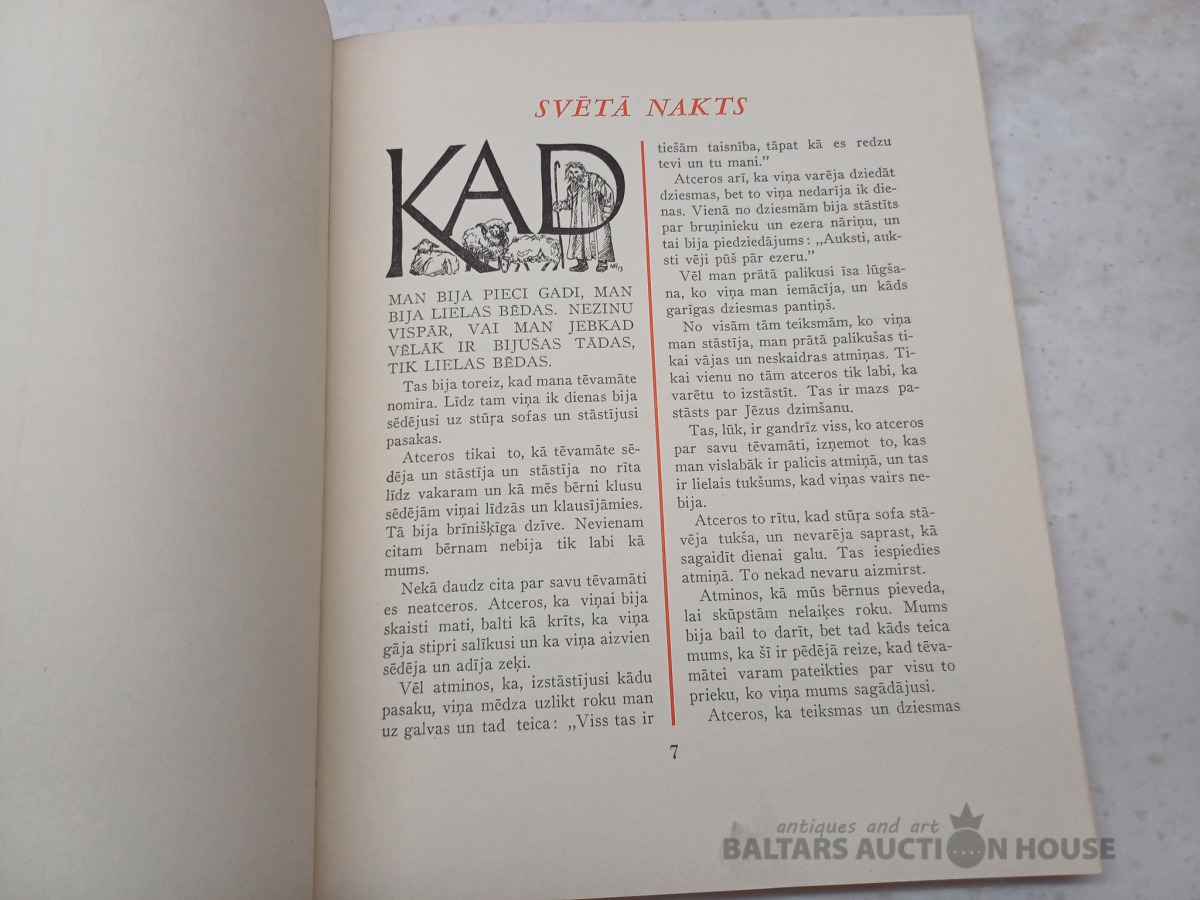 SVĒTĀ NAKTS
KAD
MAN BIJA PIECI GADI, MAN
BIJA LIELAS BĒDAS. NEZINU
VISPĀR, VAI MAN JEBKAD
VĒLĀK IR BIJUŠAS TĀDAS,
TIK LIELAS BĒDAS.
Tas bija toreiz, kad mana tēvamāte
nomira. Līdz tam viņa ik dienas bija
sēdējusi uz stūŗa sofas un stāstījusi
pasakas.
Atceros tikai to, kā tēvamāte sē-
dēja un stāstīja un stāstīja no rīta
līdz vakaram un kā mēs bērni klusu
sēdējām viņai līdzās un klausījāmies.
Tā bija brīnišķīga dzīve. Nevienam
citam bērnam nebija tik labi kā
mums.
Nekā daudz cita par savu tēvamāti
es neatceros. Atceros, ka viņai bija
skaisti mati, balti kā krīts, ka viņa
gāja stipri salīkusi un ka viņa aizvien
sēdēja un adīja zeķi.
Vēl atminos, ka, izstāstījusi kādu
pasaku, viņa mēdza uzlikt roku man
uz galvas un tad teica: „Viss tas ir
tiešām taisnība, tāpat kā es redzu
tevi un tu mani.”
Atceros arī, ka viņa varēja dziedāt
dziesmas, bet to viņa nedarīja ik die-
nas. Vienā no dziesmām bija stāstīts
par bruņinieku un ezera nāriņu, un
tai bija piedziedājums: „Auksti, auk-
sti vēji pūš pār ezeru.”
Vēl man prātā palikusi īsa lūgša-
na, ko viņa man iemācīja, un kāds
garīgas dziesmas pantiņš.
No visām tām teiksmām, ko viņa
man stāstīja, man prātā palikušas ti-
kai vājas un neskaidras atmiņas. Ti-
kai vienu no tām atceros tik labi, ka
varētu to izstāstīt. Tas ir mazs pa-
stāsts par Jēzus dzimšanu.
Tas, lūk, ir gandrīz viss, ko atceros
par savu tēvamāti, izņemot to, kas
man vislabāk ir palicis atmiņā, un tas
ir lielais tukšums, kad viņas vairs ne-
bija.
Atceros to rītu, kad stūŗa sofa stā-
vēja tukša, un nevarēja saprast, kā
sagaidīt dienai galu. Tas iespiedies
atmiņā. To nekad nevaru aizmirst.
Atminos, kā mūs bērnus pieveda,
lai skūpstām nelaiķes roku. Mums
bija bail to darīt, bet tad kāds teica
mums, ka šī ir pēdējā reize, kad tēva-
mātei varam pateikties par visu to
prieku, ko viņa mums sagādājusi.
Atceros, ka teiksmas un dziesmas
7
antiques and art
BALTARS AUCTION HOUSE